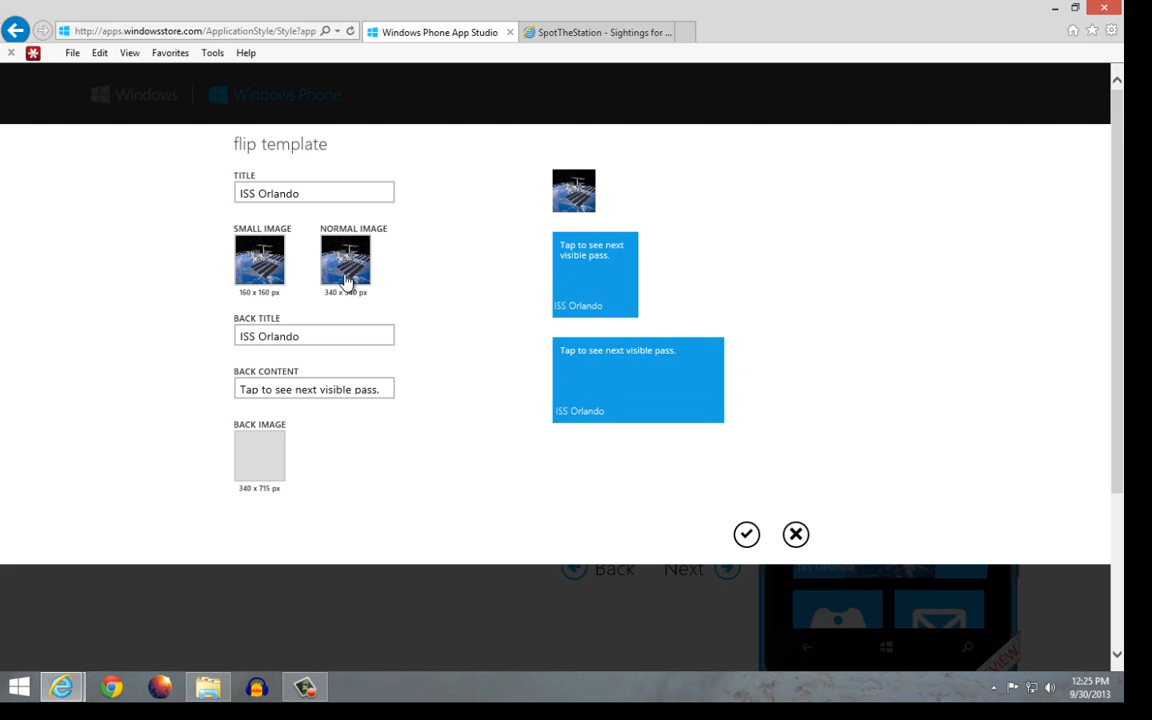 http://apps.windowsstore.com/ApplicationStyle/Style?app
Windows Phone App Studio
SpotTheStation - Sightings for ...
File Edit View Favorites Tools Help
Windows
Windows Phone
flip template
TITLE
ISS Orlando
SMALL IMAGE
NORMAL IMAGE
160 x 160 px
Tap to see next
visible pass.
ISS Orlando
BACK TITLE
ISS Orlando
BACK CONTENT
Tap to see next visible pass.
Tap to see next visible pass.
ISS Orlando
BACK IMAGE
340 x 715 px
Back
Next
12:25 PM
9/30/2013